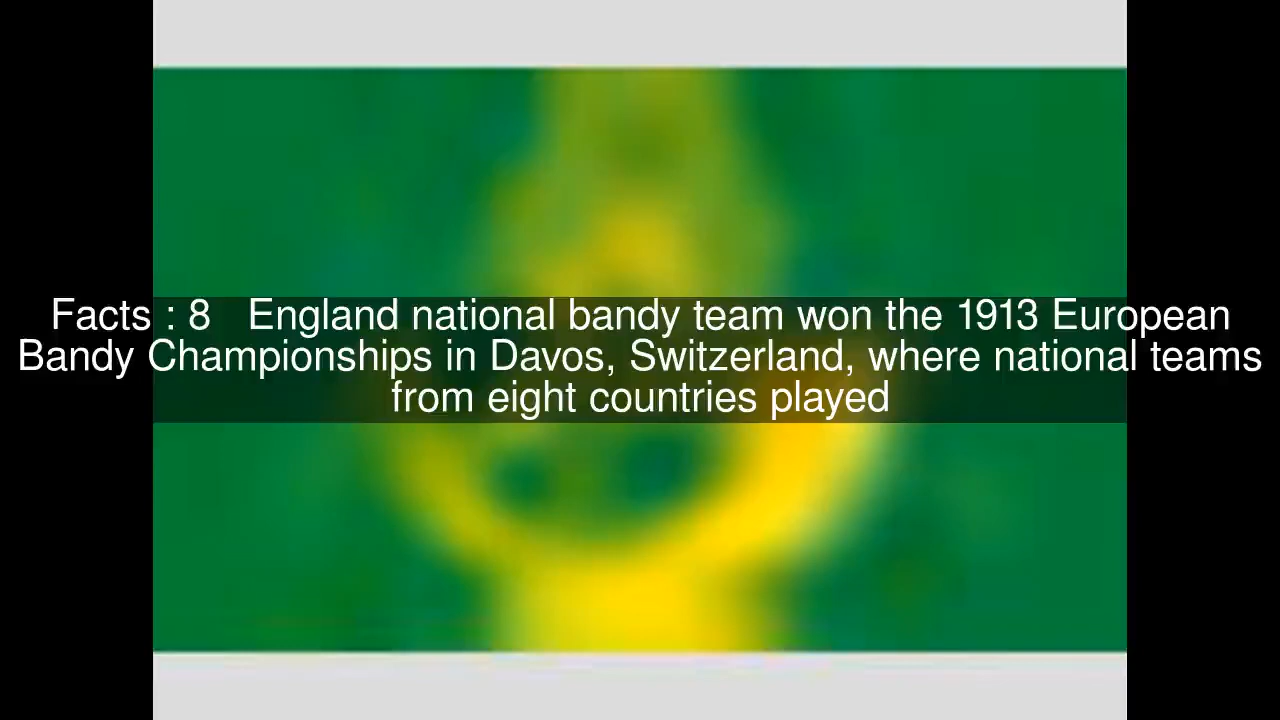 Facts : 8 England national bandy team won the 1913 European
Bandy Championships in Davos, Switzerland, where national teams
from eight countries played